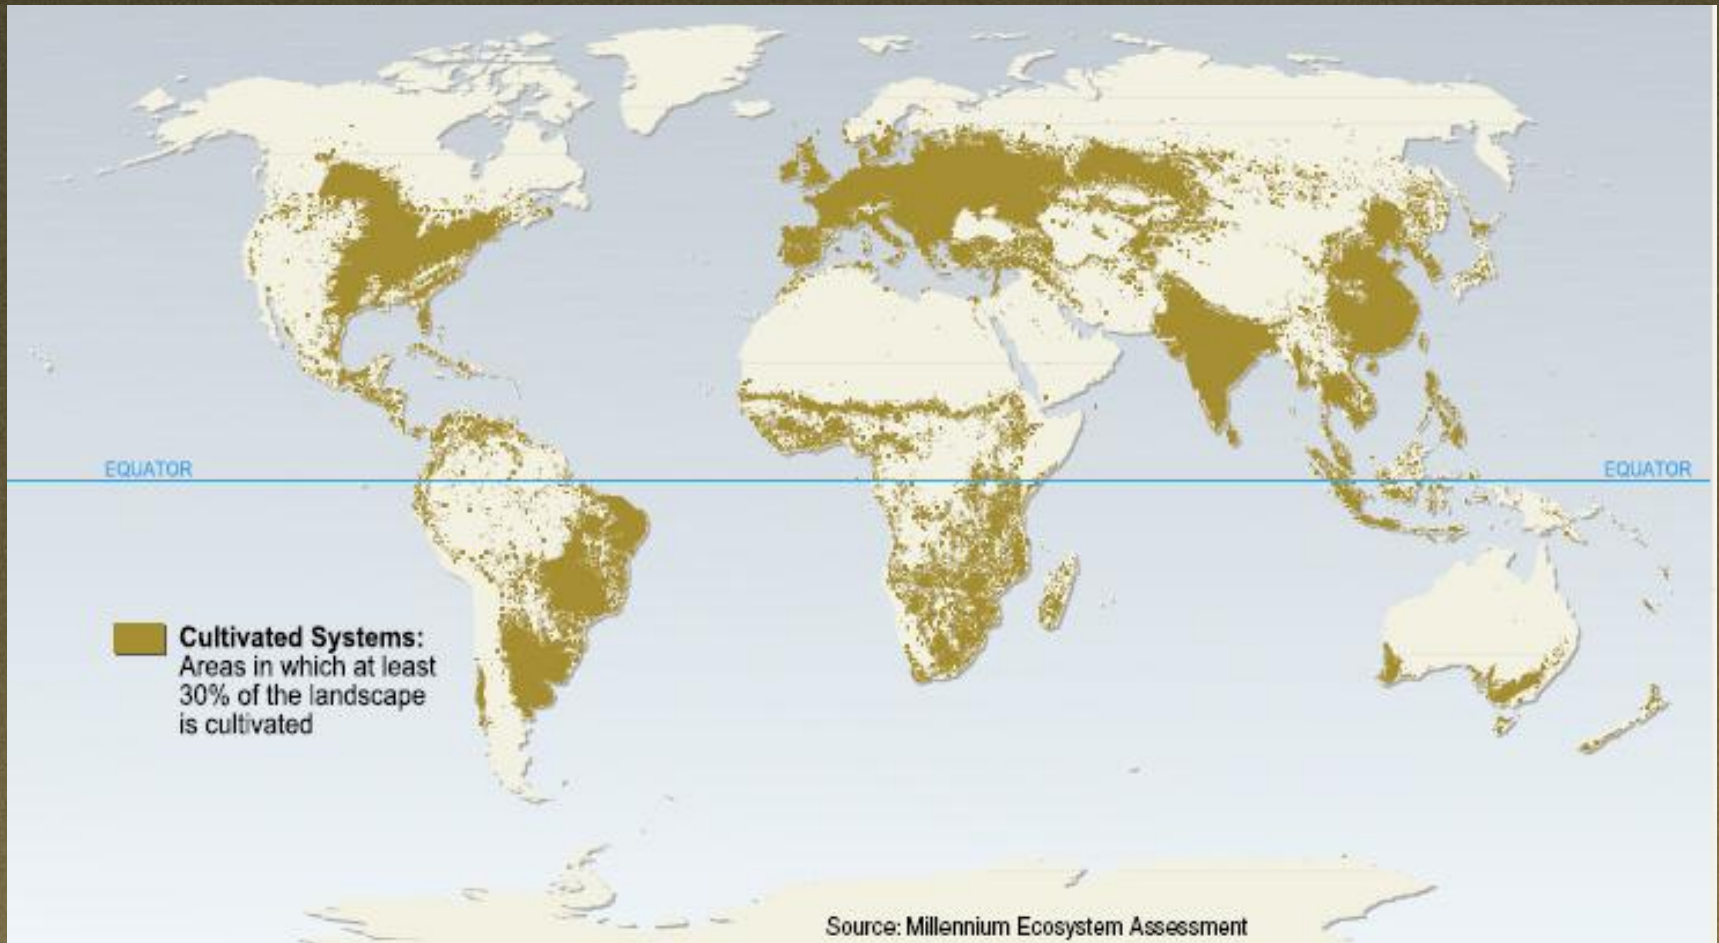 EQUATOR
EQUATOR
Cultivated Systems:
Areas in which at least
30% of the landscape
is cultivated
Source: Millennium Ecosystem Assessment